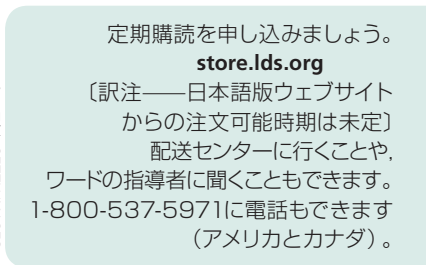 定期購読を申し込みましょう。
store.lds.org
〔訳注――日本語版ウェブサイト
からの注文可能時期は未定〕
配送センターに行くことや,
ワードの指導者に聞くこともできます。
1-800-537-5971に電話もできます
（アメリカとカナダ）。